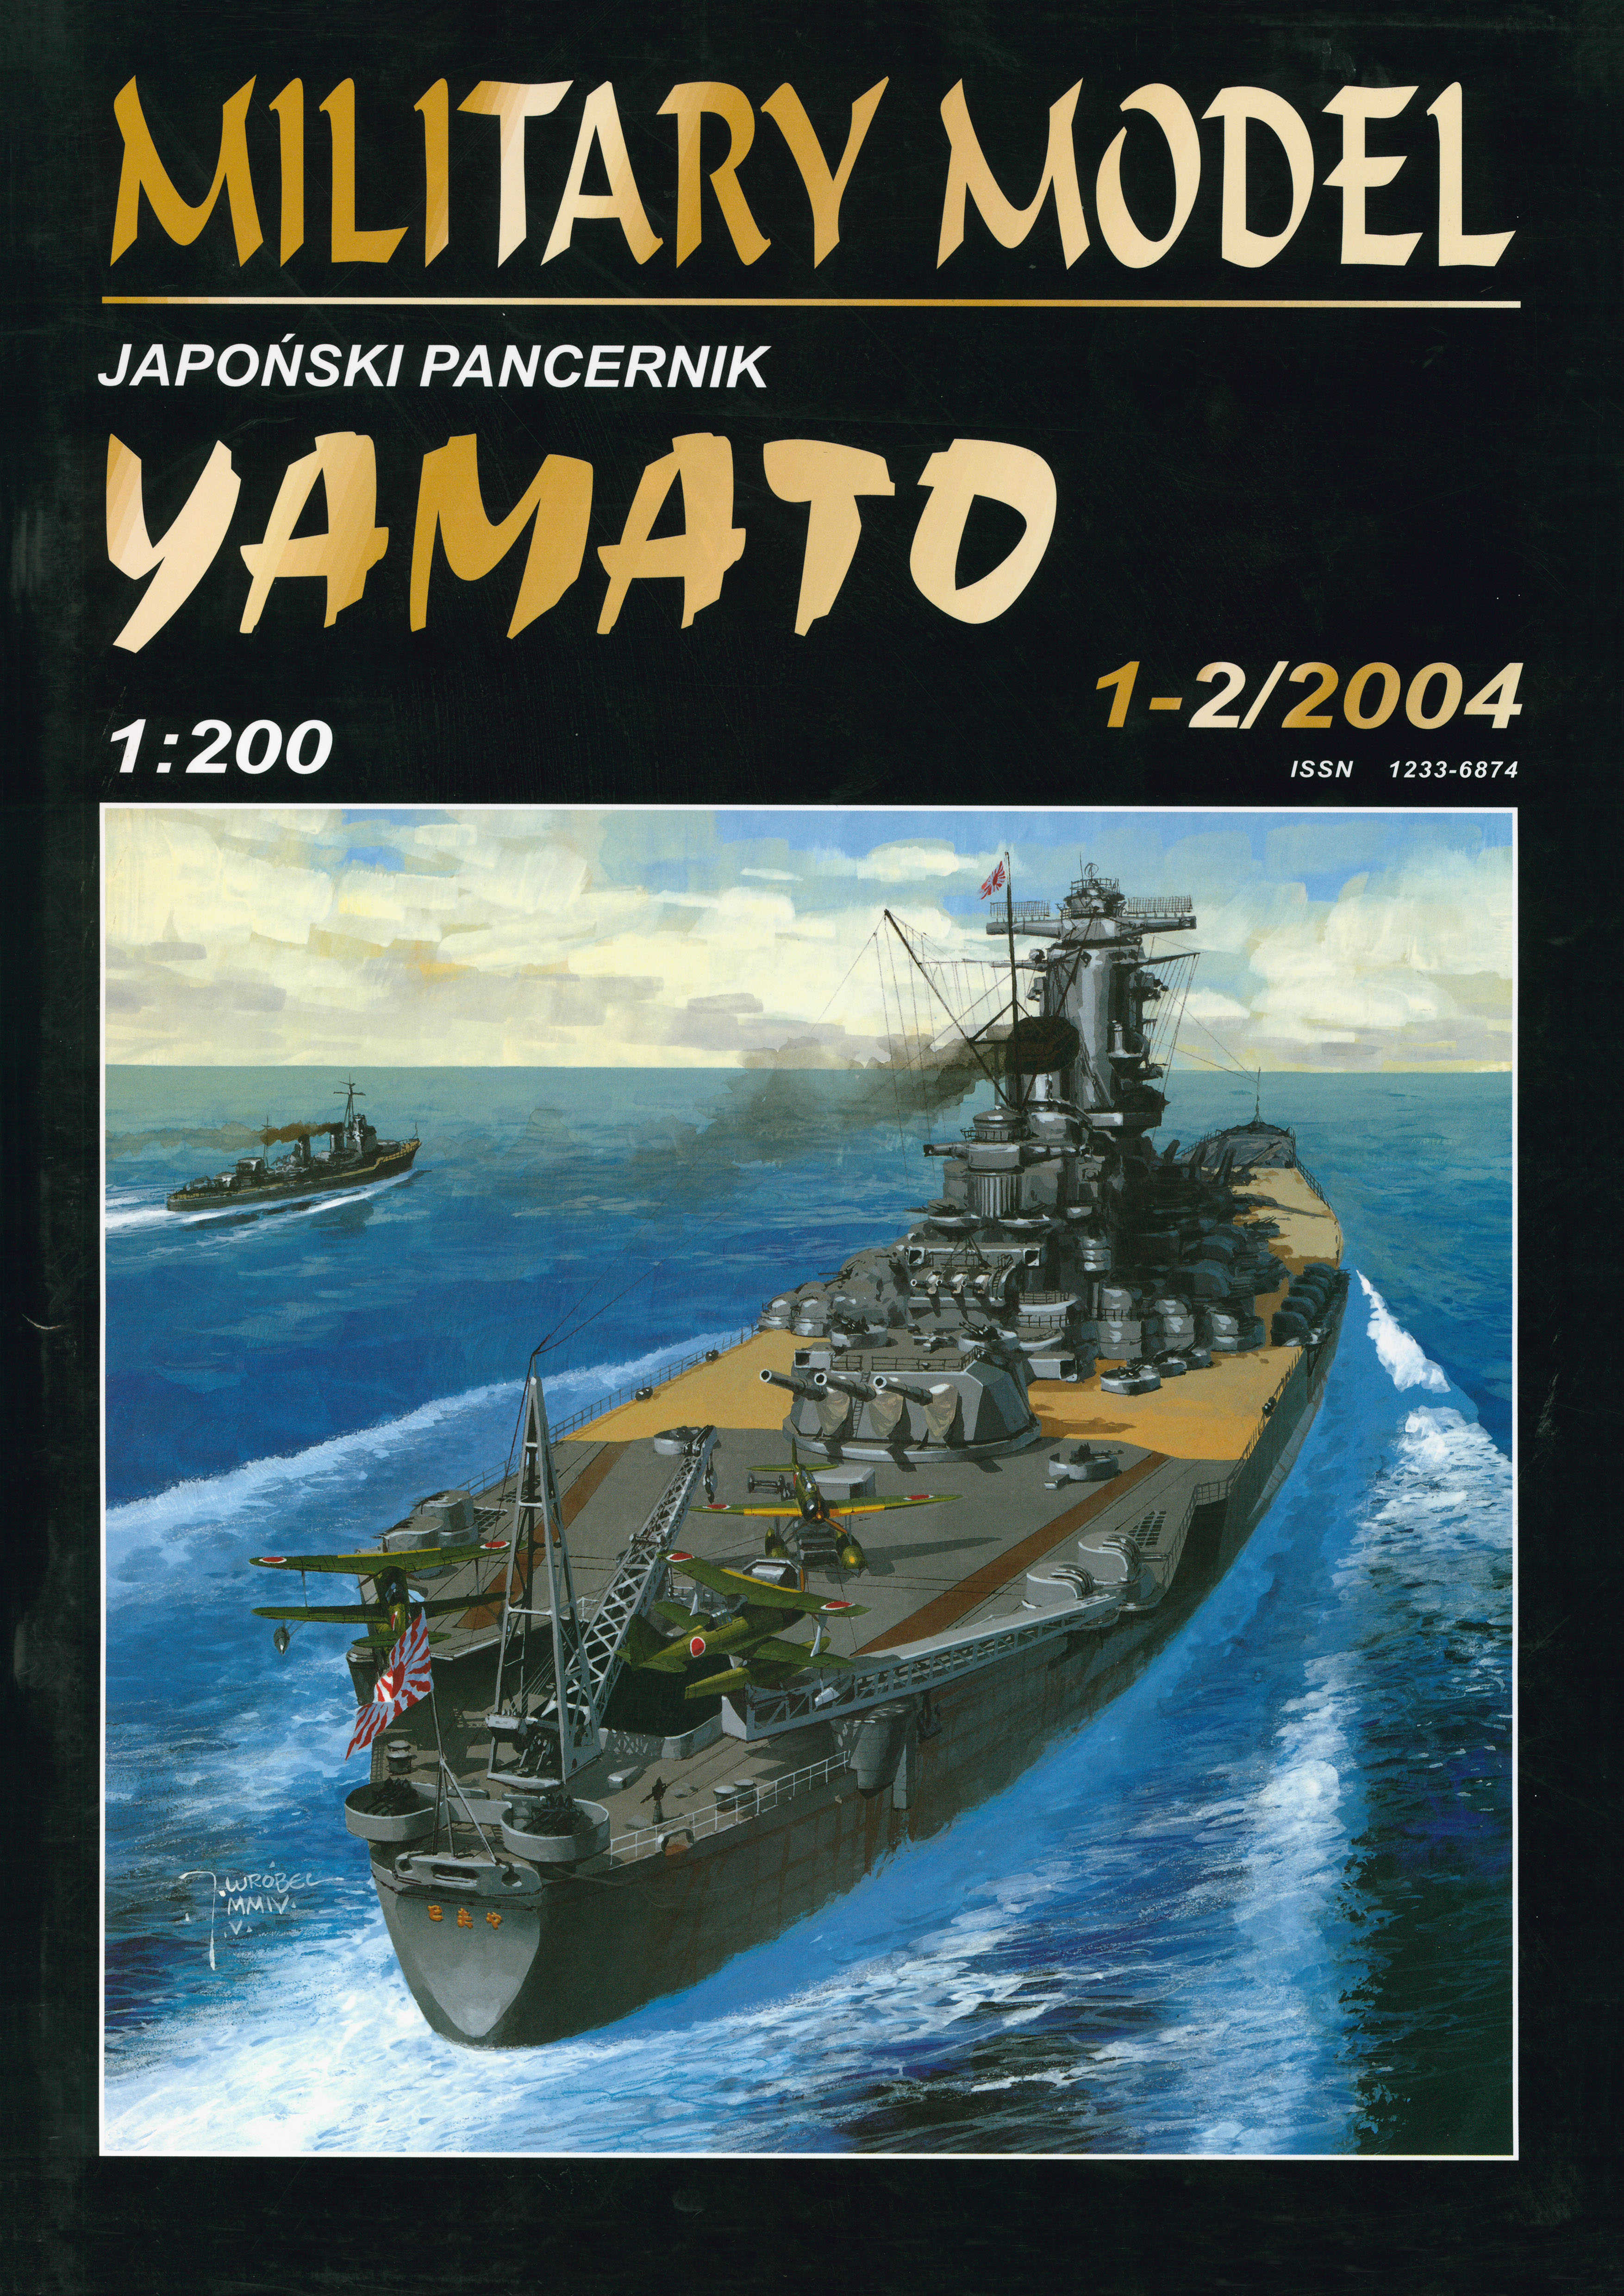 MILITARY MODEL
JAPOŃSKI PANCERNIK
YAMATO
1-2/2004
1:200
ISSN 1233-6874
J. WRÓBEL
MMIV.
V.